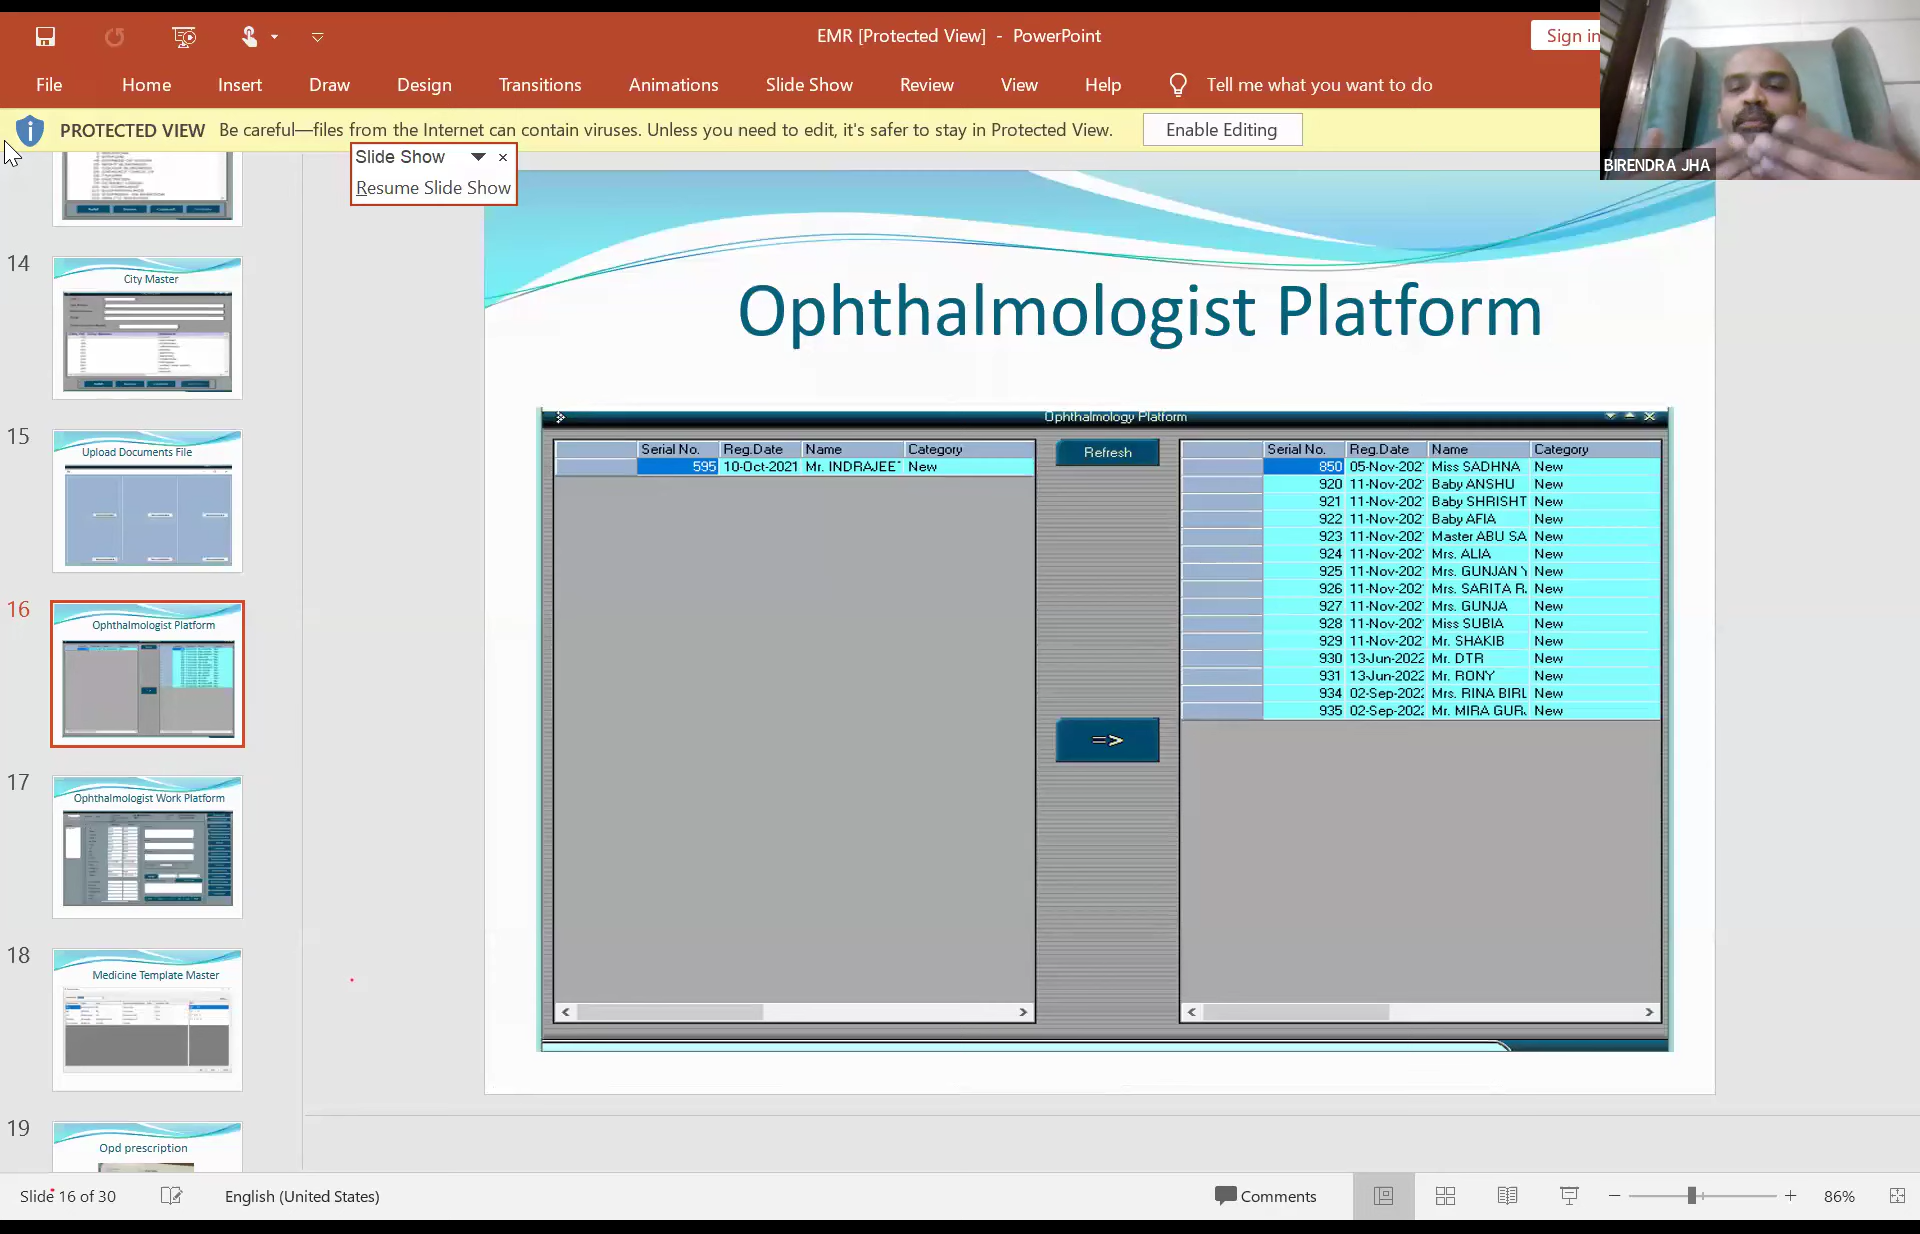 EMR [Protected View] - PowerPoint
Sign in
File Home Insert Draw Design Transitions Animations Slide Show Review View Help Tell me what you want to do
PROTECTED VIEW Be careful—files from the Internet can contain viruses. Unless you need to edit, it's safer to stay in Protected View. Enable Editing
BIRENDRA JHA
Slide Show
Resume Slide Show
14
City Master
15
Upload Documents File
16
Ophthalmologist Platform
17
Ophthalmologist Work Platform
18
Medicine Template Master
19
Opd prescription
Ophthalmologist Platform
Ophthalmology Platform
Serial No. Reg.Date Name Category
595 10-Oct-2021 Mr. INDRAJEE New
Refresh
=>
Serial No. Reg.Date Name Category
850 05-Nov-202 Miss SADHNA New
920 11-Nov-202 Baby ANSHU New
921 11-Nov-202 Baby SHRISHT New
922 11-Nov-202 Baby AFIA New
923 11-Nov-202 Master ABU SA New
924 11-Nov-202 Mrs. ALIA New
925 11-Nov-202 Mrs. GUNJAN New
926 11-Nov-202 Mrs. SARITA R New
927 11-Nov-202 Mrs. GUNJA New
928 11-Nov-202 Miss SUBIA New
929 11-Nov-202 Mr. SHAKIB New
930 13-Jun-2022 Mr. DTR New
931 13-Jun-2022 Mr. RONY New
934 02-Sep-202 Mrs. RINA BIRL New
935 02-Sep-202 Mr. MIRA GUR New
Slide 16 of 30 English (United States) Comments 86%